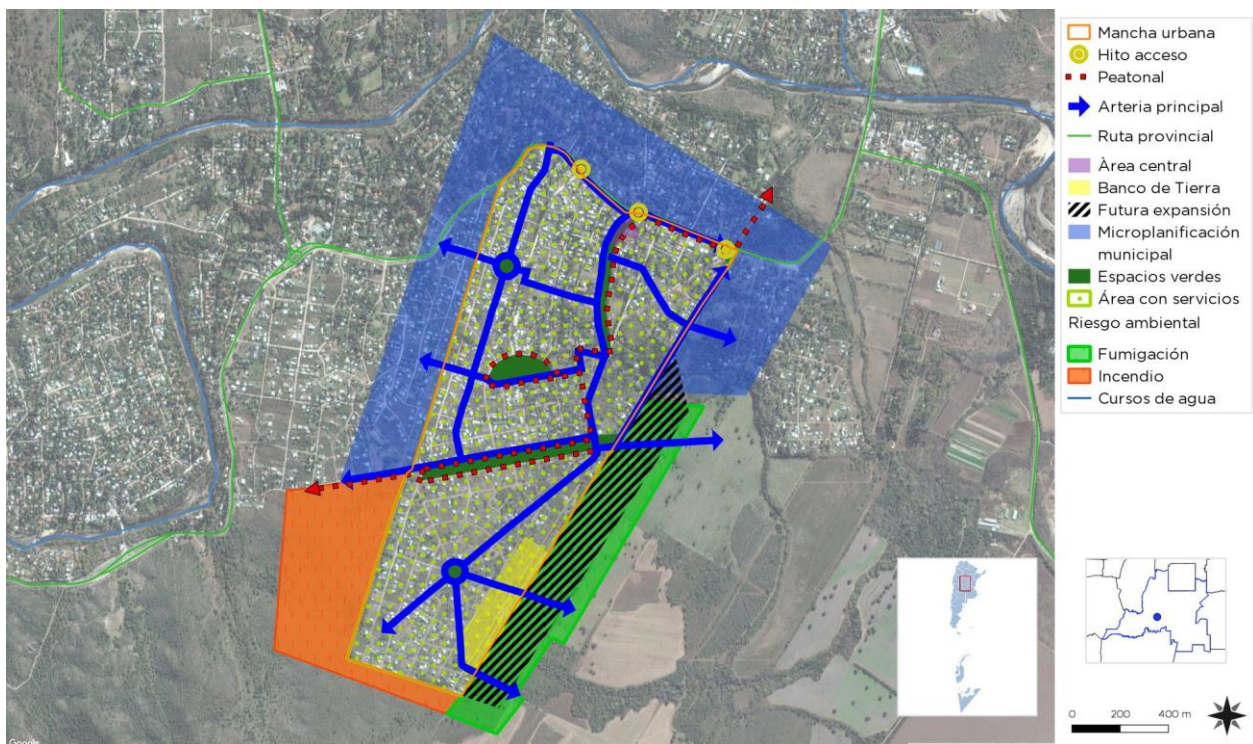 Mancha urbana
Hito acceso
Peatonal
Arteria principal
Ruta provincial
Àrea central
Banco de Tierra
Futura expansión
Microplanificación
municipal
Espacios verdes
Área con servicios
Riesgo ambiental
Fumigación
Incendio
Cursos de agua
0 200 400 m
Google